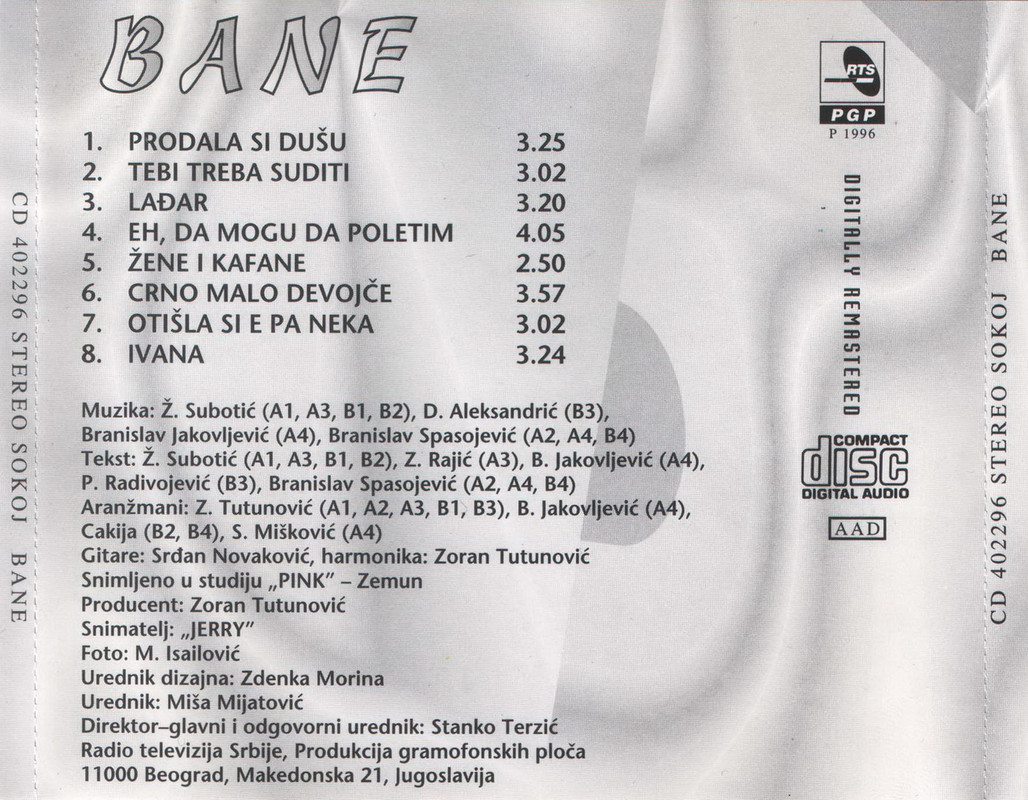 BANE
1. PRODALA SI DUŠU 3.25
2. TEBI TREBA SUDITI 3.02
3. LAĐAR 3.20
4. EH, DA MOGU DA POLETIM 4.05
5. ŽENE I KAFANE 2.50
6. CRNO MALO DEVOJČE 3.57
7. OTIŠLA SI E PA NEKA 3.02
8. IVANA 3.24
Muzika: Ž. Subotić (A1, A3, B1, B2), D. Aleksandrić (B3),
Branislav Jakovljević (A4), Branislav Spasojević (A2, A4, B4)
Tekst: Ž. Subotić (A1, A3, B1, B2), Z. Rajić (A3), B. Jakovljević (A4),
P. Radivojević (B3), Branislav Spasojević (A2, A4, B4)
Aranžmani: Z. Tutunović (A1, A2, A3, B1, B3), B. Jakovljević (A4),
Cakija (B2, B4), S. Mišković (A4)
Gitare: Srđan Novaković, harmonika: Zoran Tutunović
Snimljeno u studiju „PINK” – Zemun
Producent: Zoran Tutunović
Snimatelj: „JERRY”
Foto: M. Isailović
Urednik dizajna: Zdenka Morina
Urednik: Miša Mijatović
Direktor–glavni i odgovorni urednik: Stanko Terzić
Radio televizija Srbije, Produkcija gramofonskih ploča
11000 Beograd, Makedonska 21, Jugoslavija
RTS
PGP
P 1996
DIGITALLY REMASTERED
COMPACT
disc
DIGITAL AUDIO
AAD
CD 402296 STEREO SOKOJ BANE
CD 402296 STEREO SOKOJ BANE